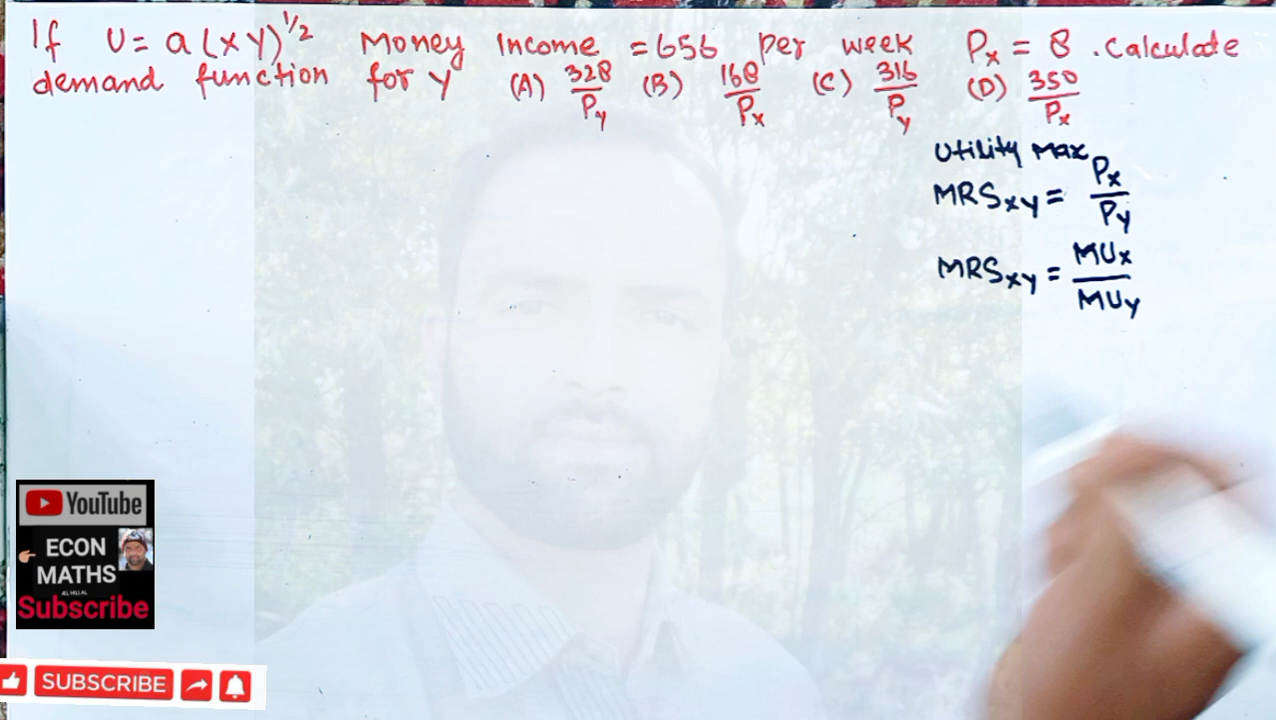 If U = a(xy)^1/2 Money Income = 656 per week Px = 8 . Calculate
demand function for Y (A) 328/Py (B) 168/Px (C) 316/Py (D) 350/Px
Utility Max
MRSxy = Px/Py
MRSxy = MUx/MUy
YouTube
ECON
MATHS
Subscribe
SUBSCRIBE